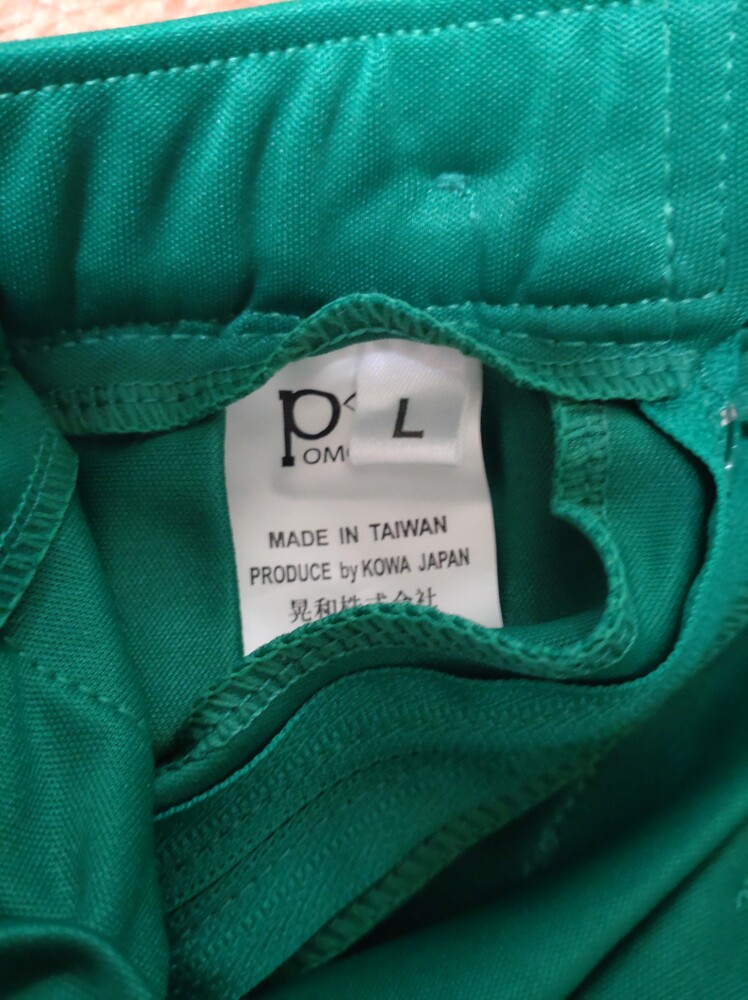 L
MADE IN TAIWAN
PRODUCE by KOWA JAPAN
晃和株式会社